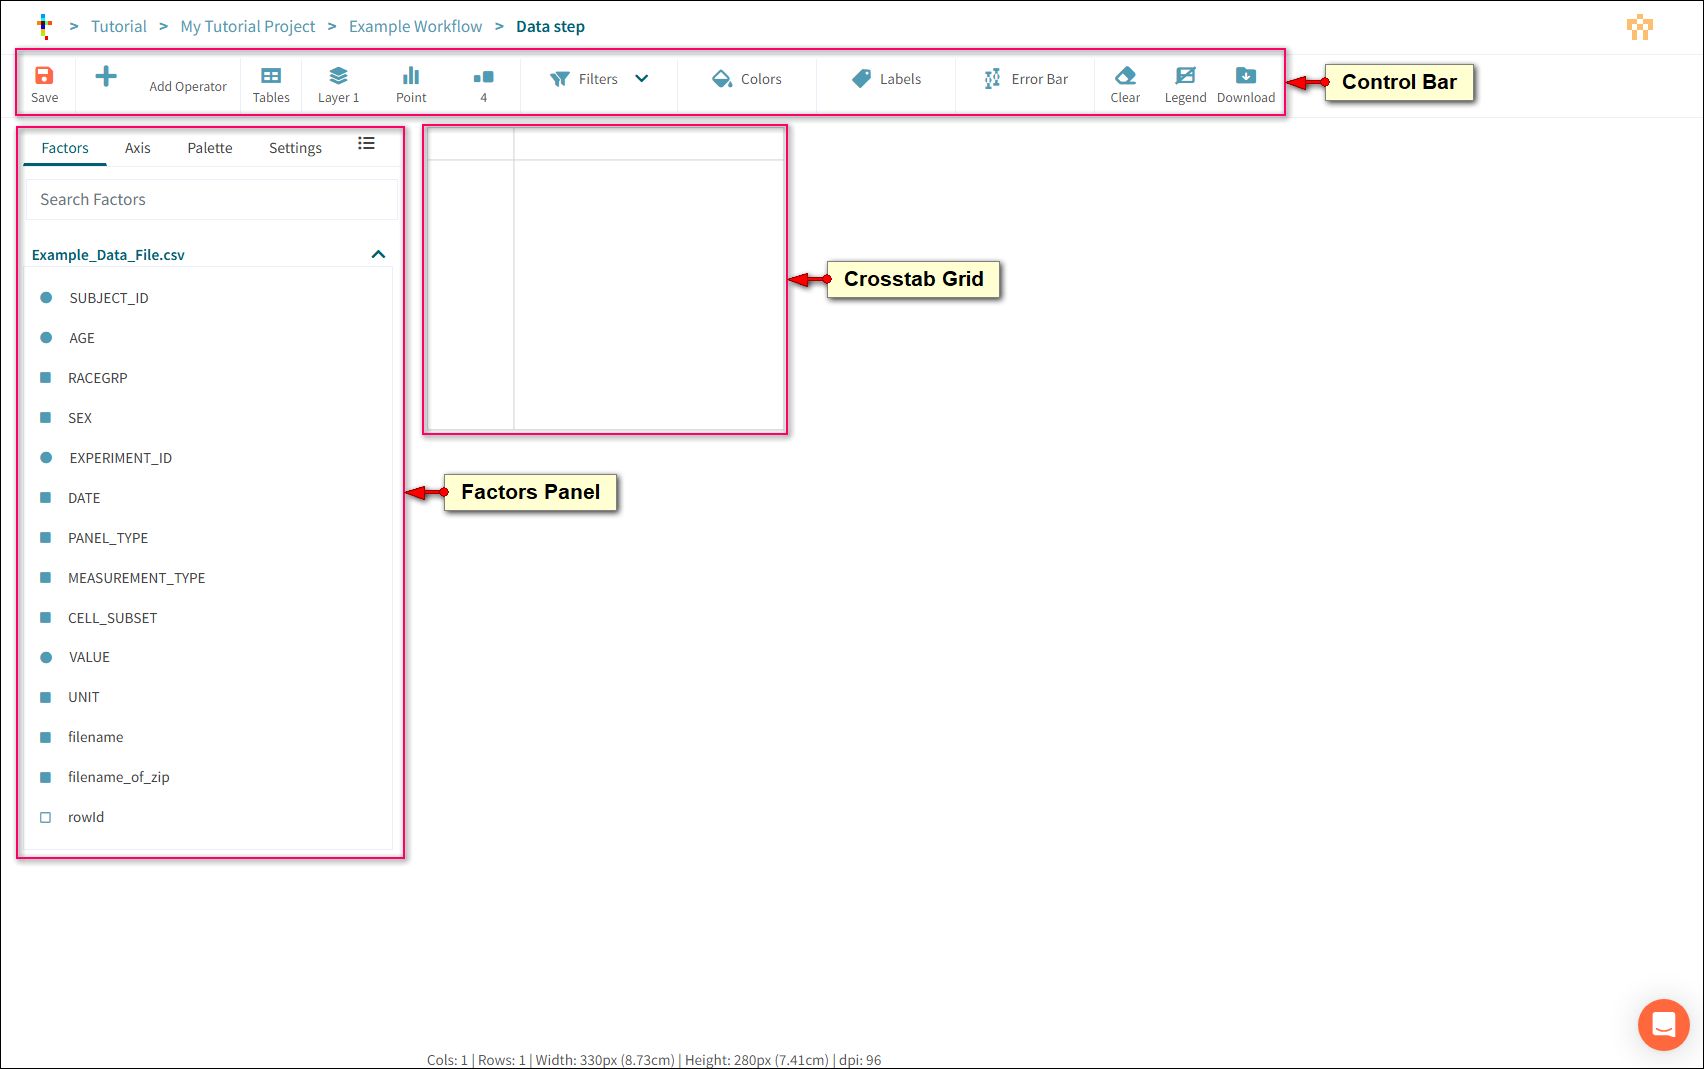 > Tutorial > My Tutorial Project > Example Workflow > Data step
Save
Add Operator
Tables
Layer 1
Point
4
Filters
Colors
Labels
Error Bar
Clear
Legend
Download
Control Bar
Factors Axis Palette Settings
Search Factors
Example_Data_File.csv
SUBJECT_ID
AGE
RACEGRP
SEX
EXPERIMENT_ID
DATE
PANEL_TYPE
MEASUREMENT_TYPE
CELL_SUBSET
VALUE
UNIT
filename
filename_of_zip
rowId
Crosstab Grid
Factors Panel
Cols: 1 | Rows: 1 | Width: 330px (8.73cm) | Height: 280px (7.41cm) | dpi: 96